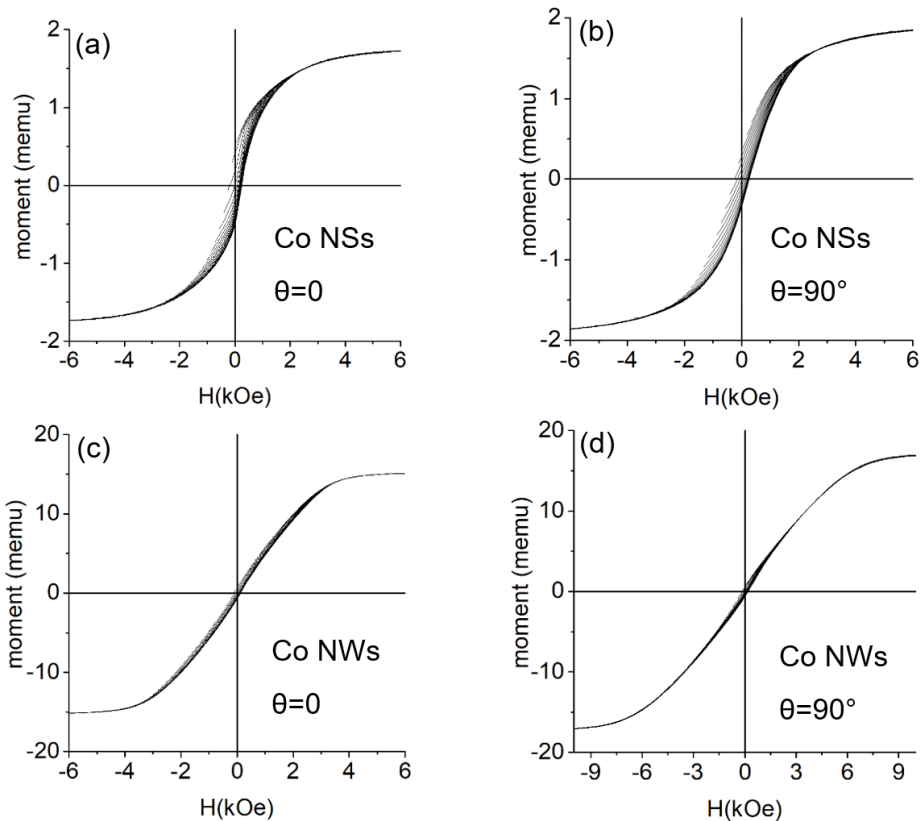 (a)
moment (memu)
2
1
0
-1
-2
-6 -4 -2 0 2 4 6
H(kOe)
Co NSs
θ=0
(b)
moment (memu)
2
1
0
-1
-2
-6 -4 -2 0 2 4 6
H(kOe)
Co NSs
θ=90°
(c)
moment (memu)
20
10
0
-10
-20
-6 -4 -2 0 2 4 6
H(kOe)
Co NWs
θ=0
(d)
moment (memu)
20
10
0
-10
-20
-9 -6 -3 0 3 6 9
H(kOe)
Co NWs
θ=90°